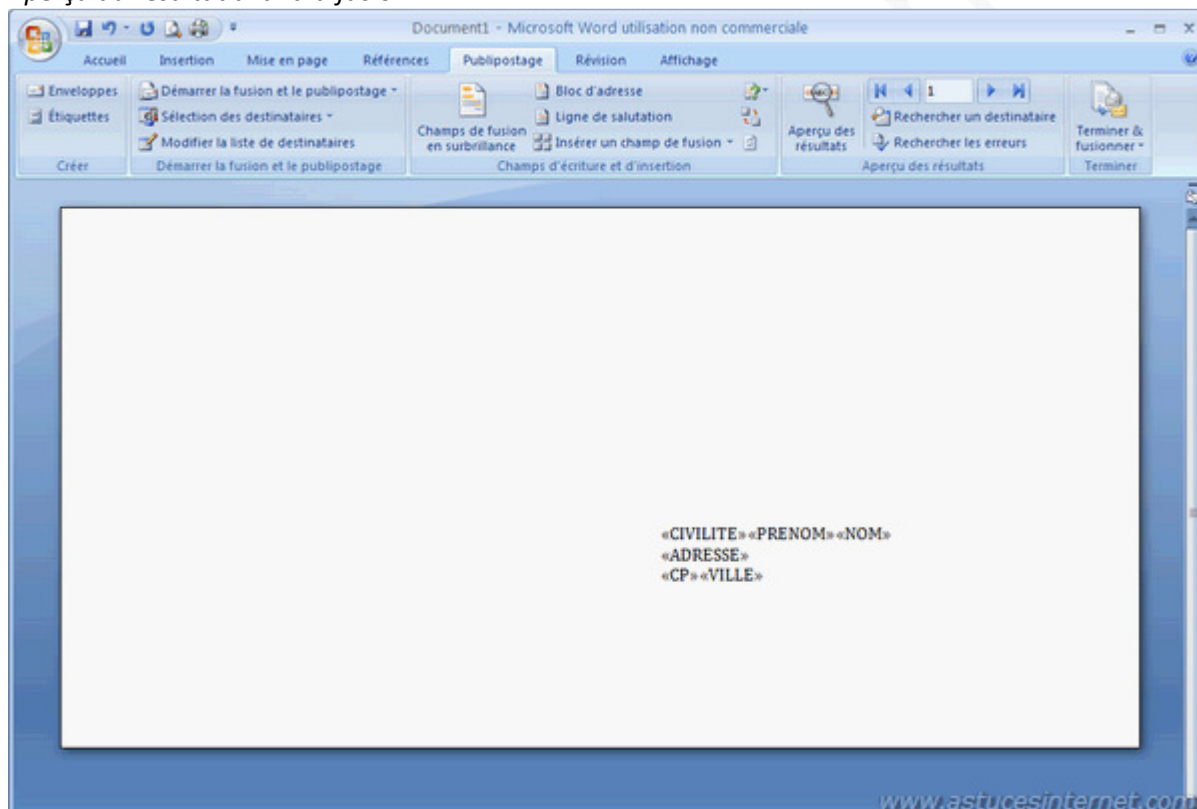 Document1 - Microsoft Word utilisation non commerciale
Accueil Insertion Mise en page Références Publipostage Révision Affichage
Enveloppes
Étiquettes
Créer
Démarrer la fusion et le publipostage
Sélection des destinataires
Modifier la liste de destinataires
Démarrer la fusion et le publipostage
Champs de fusion
en surbrillance
Bloc d'adresse
Ligne de salutation
Insérer un champ de fusion
Champs d'écriture et d'insertion
Aperçu des
résultats
ABC
1
Rechercher un destinataire
Rechercher les erreurs
Aperçu des résultats
Terminer &
fusionner
Terminer
«CIVILITE»«PRENOM»«NOM»
«ADRESSE»
«CP»«VILLE»
www.astucesinternet.com